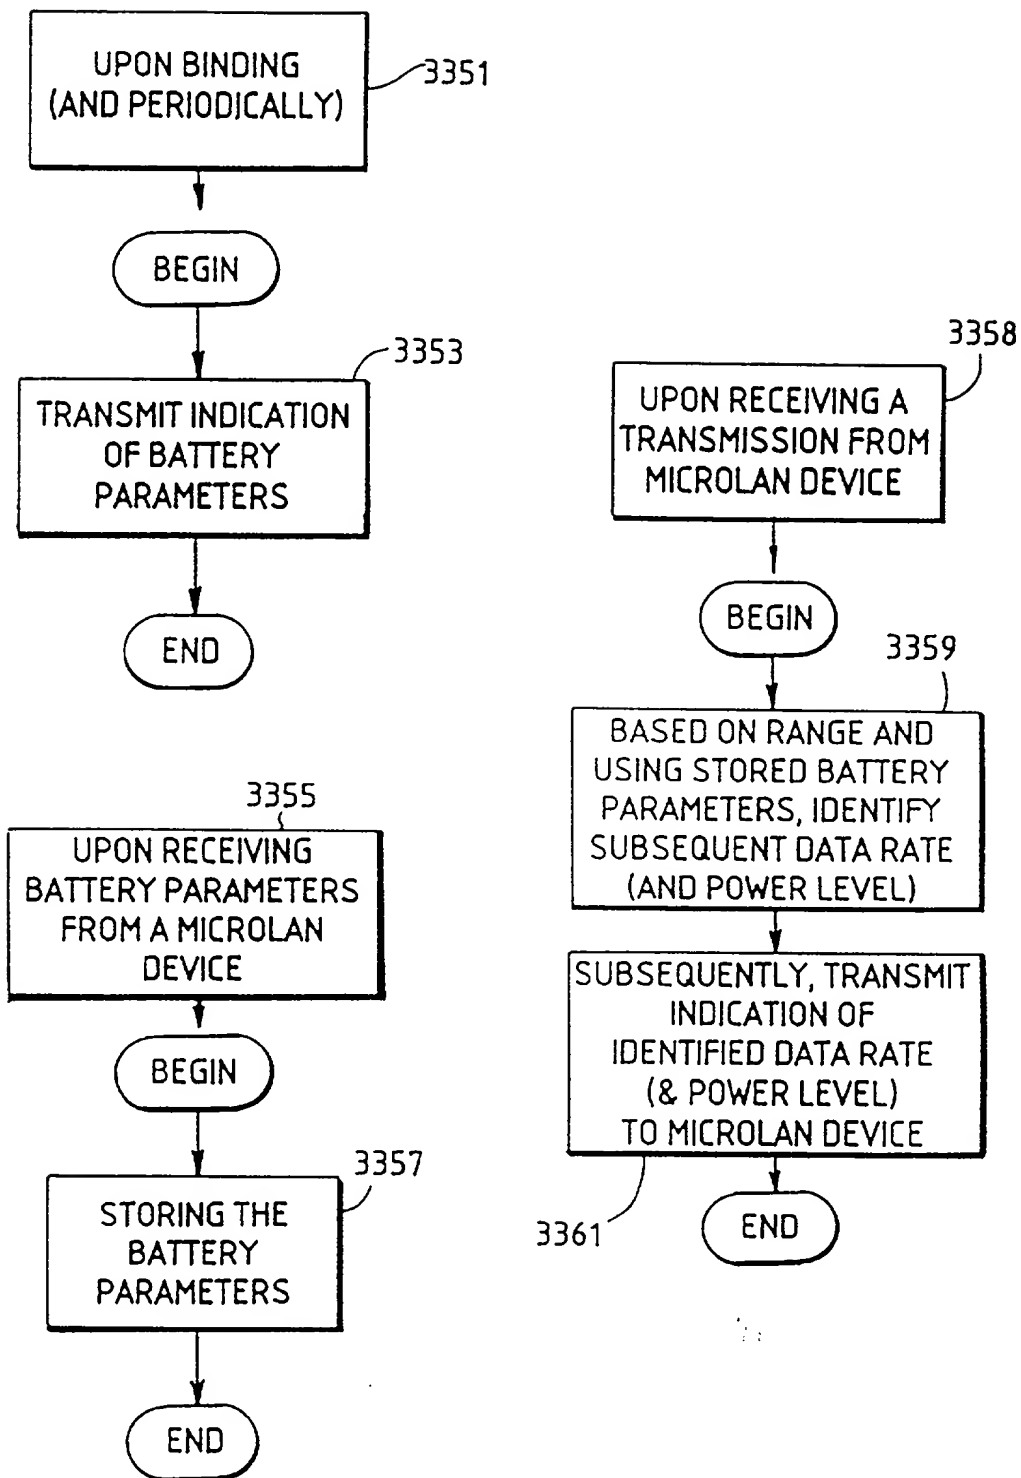 UPON BINDING
(AND PERIODICALLY)
3351
BEGIN
3353
TRANSMIT INDICATION
OF BATTERY
PARAMETERS
END
3355
UPON RECEIVING
BATTERY PARAMETERS
FROM A MICROLAN
DEVICE
BEGIN
3357
STORING THE
BATTERY
PARAMETERS
END
3358
UPON RECEIVING A
TRANSMISSION FROM
MICROLAN DEVICE
BEGIN
3359
BASED ON RANGE AND
USING STORED BATTERY
PARAMETERS, IDENTIFY
SUBSEQUENT DATA RATE
(AND POWER LEVEL)
SUBSEQUENTLY, TRANSMIT
INDICATION OF
IDENTIFIED DATA RATE
(& POWER LEVEL)
TO MICROLAN DEVICE
3361
END